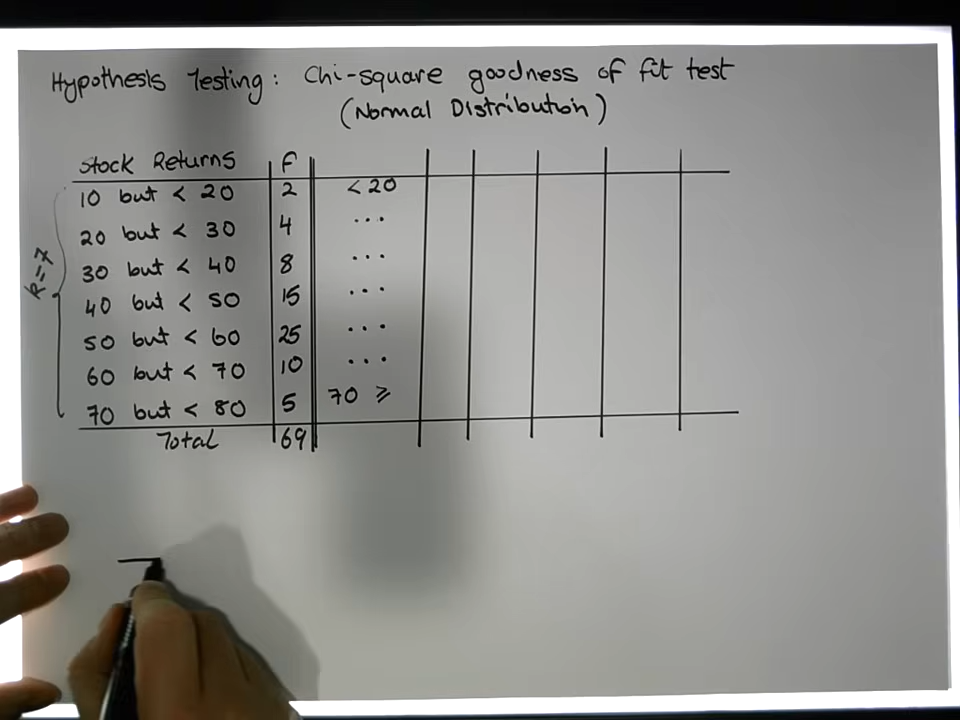 Hypothesis Testing: Chi-square goodness of fit test
(Normal Distribution)
Stock Returns f
10 but < 20 2 < 20
20 but < 30 4 ...
30 but < 40 8 ...
40 but < 50 15 ...
50 but < 60 25 ...
60 but < 70 10 ...
70 but < 80 5 70 ≥
Total 69
k=7